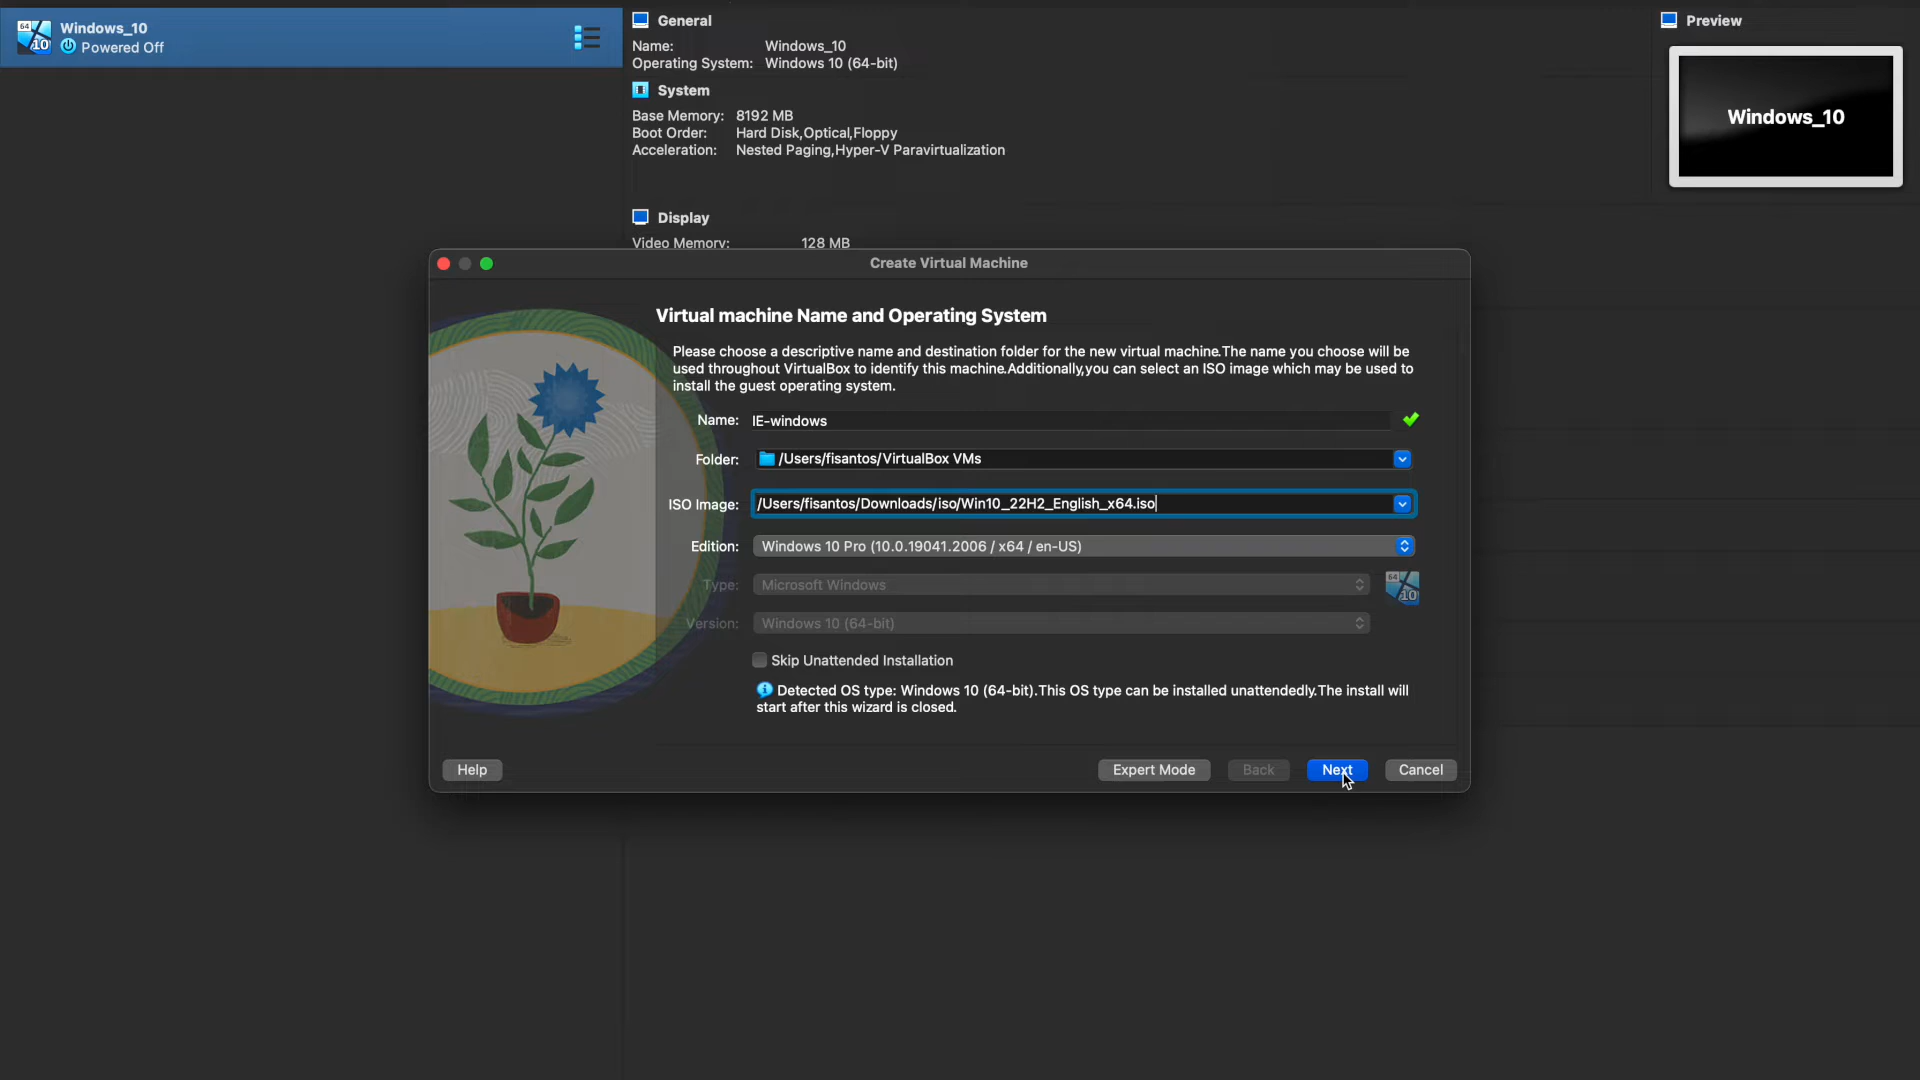 64
10
Windows_10
Powered Off
General
Name: Windows_10
Operating System: Windows 10 (64-bit)
System
Base Memory: 8192 MB
Boot Order: Hard Disk,Optical,Floppy
Acceleration: Nested Paging,Hyper-V Paravirtualization
Display
Video Memory: 128 MB
Preview
Windows_10
Create Virtual Machine
Virtual machine Name and Operating System
Please choose a descriptive name and destination folder for the new virtual machine.The name you choose will be
used throughout VirtualBox to identify this machine.Additionally,you can select an ISO image which may be used to
install the guest operating system.
Name: IE-windows
Folder: /Users/fisantos/VirtualBox VMs
ISO Image: /Users/fisantos/Downloads/iso/Win10_22H2_English_x64.iso
Edition: Windows 10 Pro (10.0.19041.2006 / x64 / en-US)
Type: Microsoft Windows
64
10
Version: Windows 10 (64-bit)
Skip Unattended Installation
Detected OS type: Windows 10 (64-bit).This OS type can be installed unattendedly.The install will
start after this wizard is closed.
Help Expert Mode Back Next Cancel